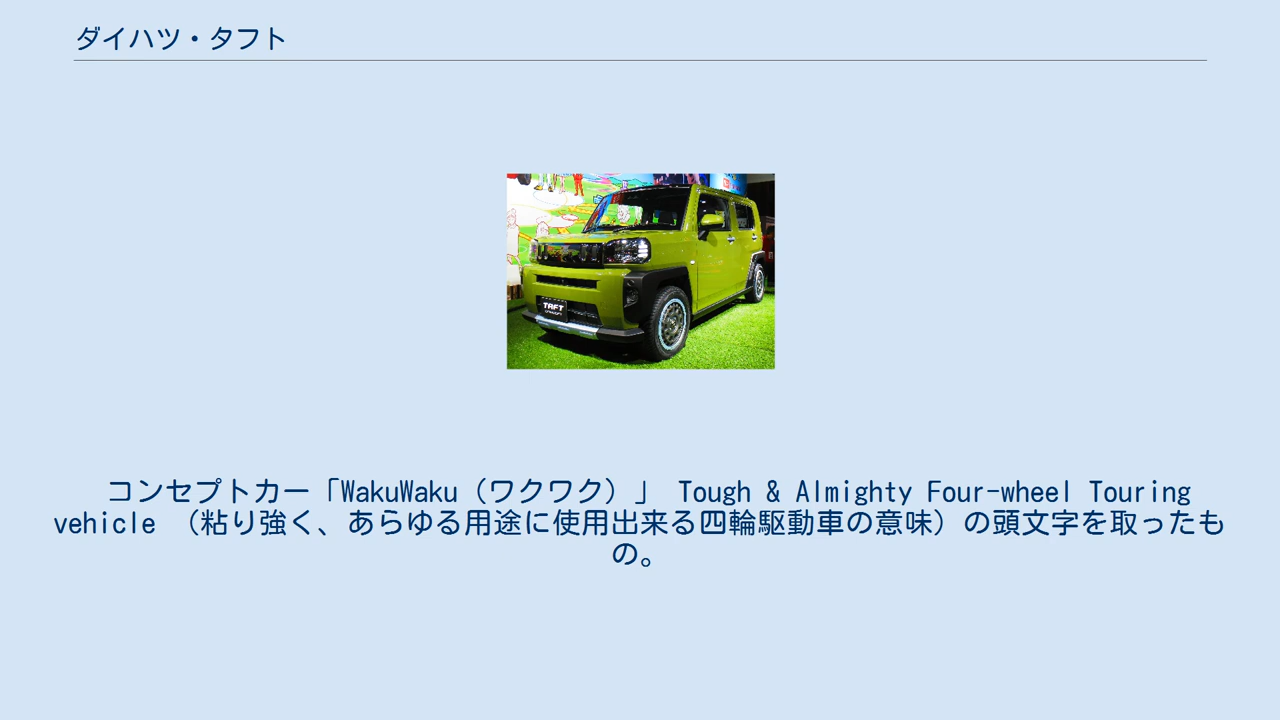 ダイハツ・タフト
TAFT
コンセプトカー「WakuWaku（ワクワク）」 Tough & Almighty Four-wheel Touring
vehicle （粘り強く、あらゆる用途に使用出来る四輪駆動車の意味）の頭文字を取ったも
の。